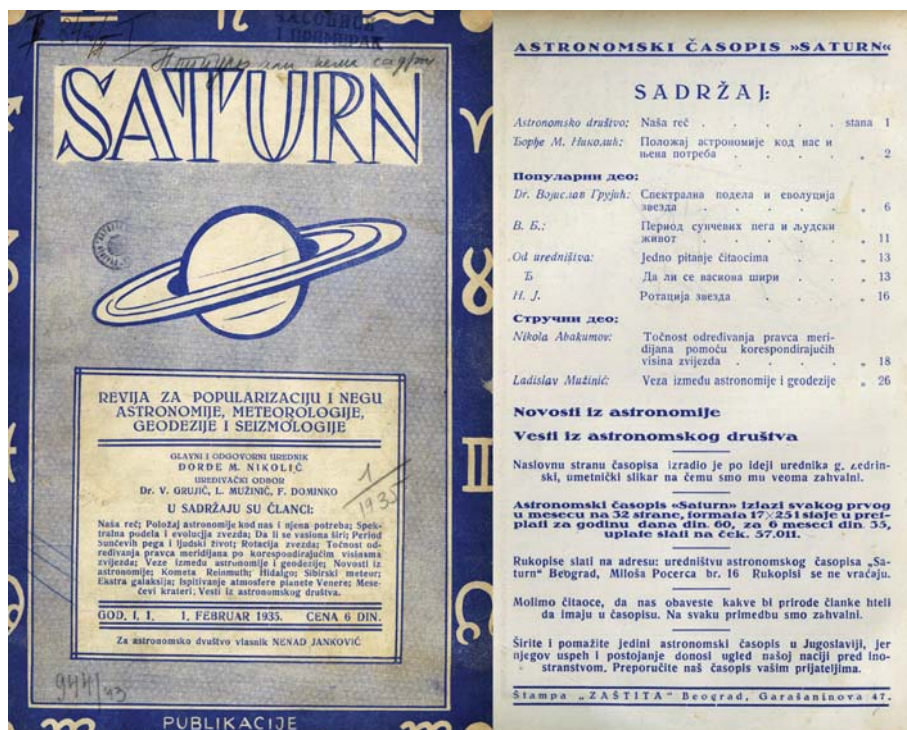 ЧАСОПИСЕ
I ПРИМЕРАК
SATURN
REVIJA ZA POPULARIZACIJU I NEGU
ASTRONOMIJE, METEOROLOGIJE,
GEODEZIJE I SEIZMOLOGIJE
GLAVNI I ODGOVORNI UREDNIK
ĐORĐE M. NIKOLIĆ
UREĐIVAČKI ODBOR
Dr. V. GRUJIĆ, L. MUŽINIĆ, F. DOMINKO
U SADRŽAJU SU ČLANCI:
Naša reč; Položaj astronomije kod nas i njena potreba; Spek-
tralna podela i evolucija zvezda; Da li se vasiona širi; Period
Sunčevih pega i ljudski život; Rotacija zvezda; Točnost od-
ređivanja pravca meridijana po korespondirajućim visinama
zvijezda; Veze između astronomije i geodezije; Novosti iz
astronomije; Kometa Reinmuth; Hidalgo; Sibirski meteor;
Ekstra galaksija; Ispitivanje atmosfere planete Venere; Mese-
čevi krateri; Vesti iz astronomskog društva.
GOD. I, 1. 1. FEBRUAR 1935. CENA 6 DIN.
Za astronomsko društvo vlasnik NENAD JANKOVIĆ
1
1935
944/43
PUBLIKACIJE
ASTRONOMSKI ČASOPIS »SATURN«
SADRŽAJ:
Astronomsko društvo: Naša reč . . . . . stana 1
Ђорђе М. Николић: Положај астрономије код нас и
њена потреба . . . . „ 2
Популарни део:
Dr. Војислав Грујић: Спектрална подела и еволуција
звезда . . . . . „ 6
В. Б.: Период сунчевих пега и људски
живот . . . . . „ 11
Od uredništva: Jedno pitanje čitaocima . . „ 13
Ђ Да ли се васиона шири . . „ 13
Н. Ј. Ротација звезда . . . „ 16
Стручни део:
Nikola Abakumov: Točnost određivanja pravca meri-
dijana pomoću korespondirajućih
visina zvijezda . . . . „ 18
Ladislav Mužinić: Veza između astronomije i geodezije „ 26
Novosti iz astronomije
Vesti iz astronomskog društva
Naslovnu stranu časopisa izradio je po ideji urednika g. Zedrin-
ski, umetnički slikar na čemu smo mu veoma zahvalni.
Astronomski časopis «Saturn» izlazi svakog prvog
u mesecu na 32 strane, formata 17×25 i staje u pret-
plati za godinu dana din. 60, za 6 meseci din. 35,
uplate slati na ček. 57.011.
Rukopise slati na adresu: uredništvu astronomskog časopisa „Sa-
turn“ Beograd, Miloša Pocerca br. 16 Rukopisi se ne vraćaju.
Molimo čitaoce, da nas obaveste kakve bi prirode članke hteli
da imaju u časopisu. Na svaku primedbu smo zahvalni.
Širite i pomažite jedini astronomski časopis u Jugoslaviji, jer
njegov uspeh i postojanje donosi ugled našoj naciji pred ino-
stranstvom. Preporučite naš časopis vašim prijateljima.
Štampa „ZAŠTITA“ Beograd, Garašaninova 47.